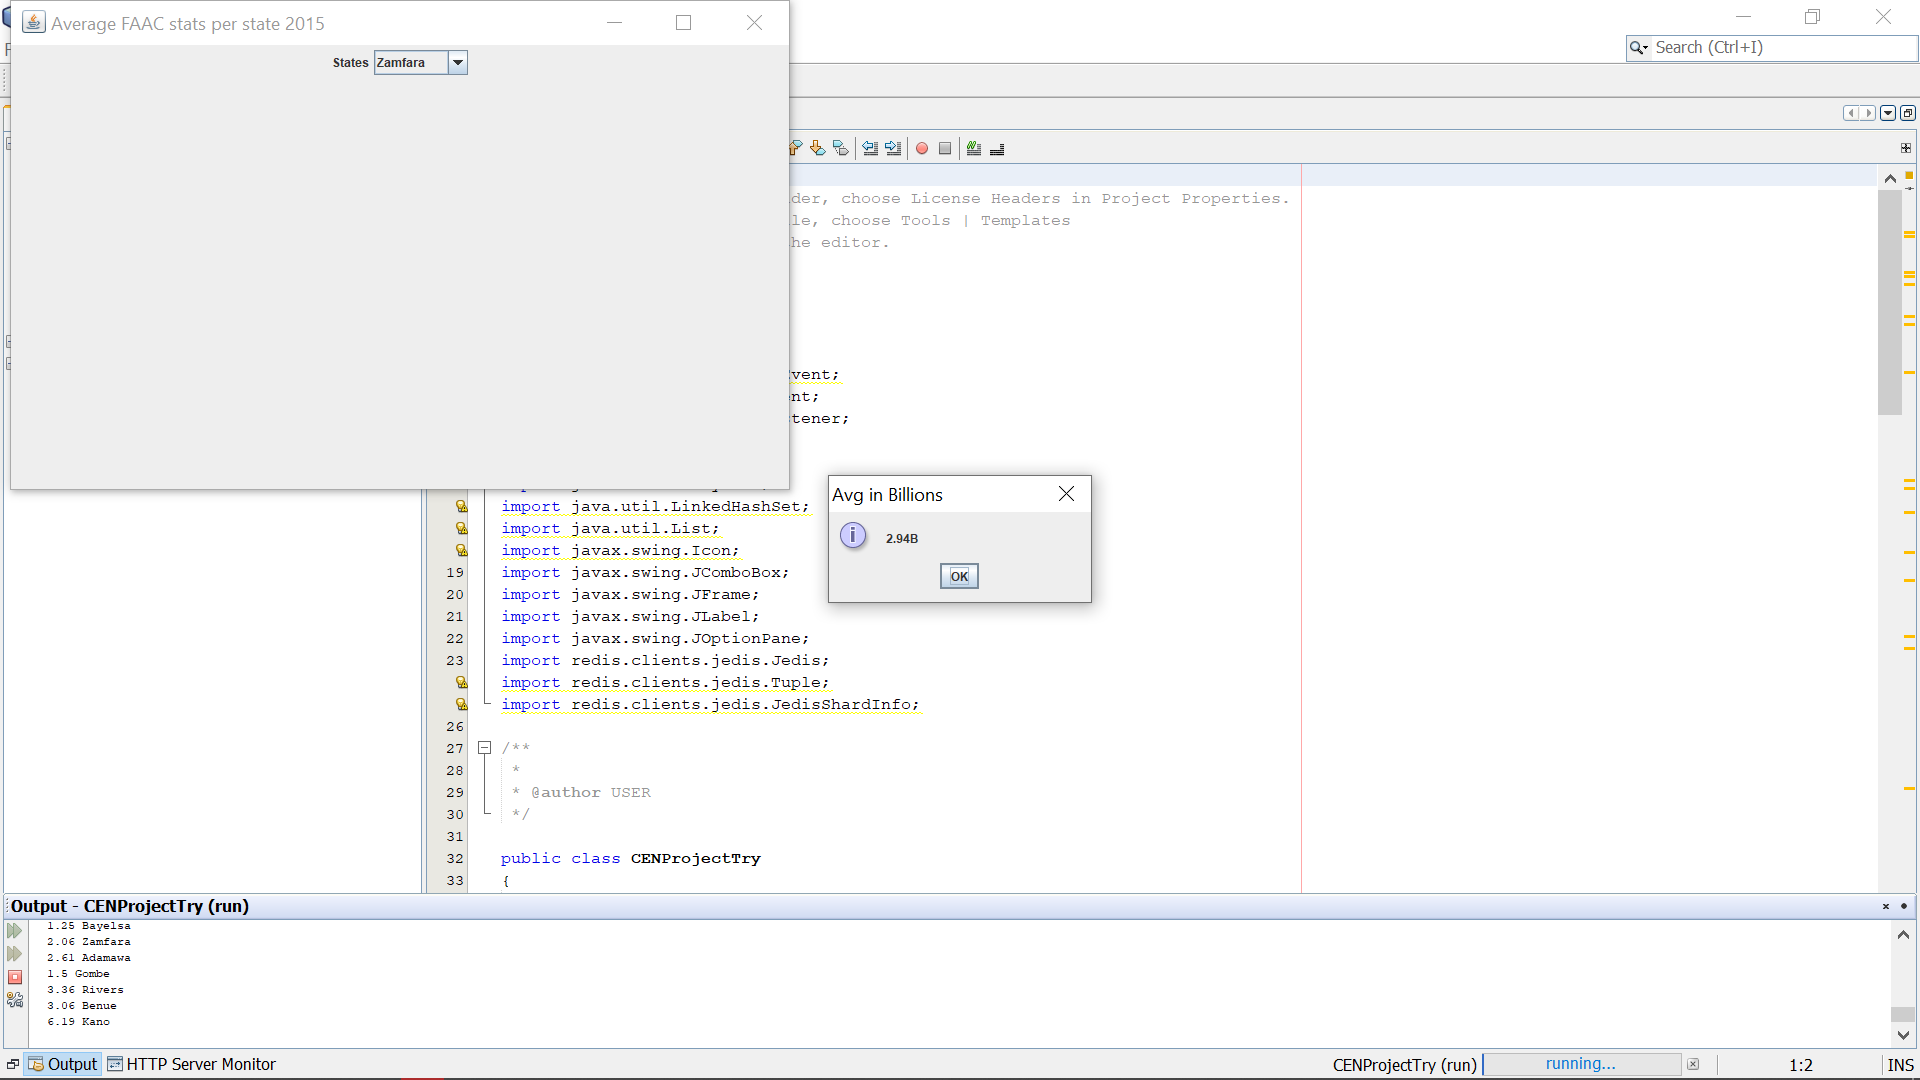 Average FAAC stats per state 2015
States Zamfara
Search (Ctrl+I)
der, choose License Headers in Project Properties.
le, choose Tools | Templates
he editor.
vent;
nt;
tener;
import java.util.LinkedHashSet;
import java.util.List;
import javax.swing.Icon;
19 import javax.swing.JComboBox;
20 import javax.swing.JFrame;
21 import javax.swing.JLabel;
22 import javax.swing.JOptionPane;
23 import redis.clients.jedis.Jedis;
import redis.clients.jedis.Tuple;
import redis.clients.jedis.JedisShardInfo;
26
27 /**
28 *
29 * @author USER
30 */
31
32 public class CENProjectTry
33 {
Avg in Billions
2.94B
OK
Output - CENProjectTry (run)
1.25 Bayelsa
2.06 Zamfara
2.61 Adamawa
1.5 Gombe
3.36 Rivers
3.06 Benue
6.19 Kano
Output HTTP Server Monitor CENProjectTry (run) running... 1:2 INS